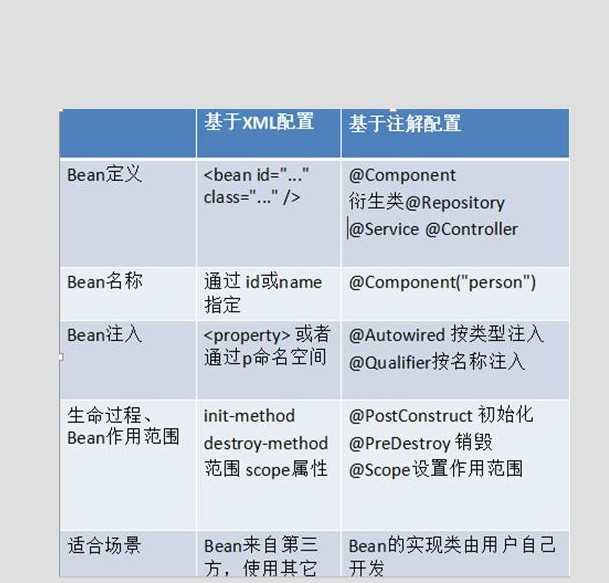 基于XML配置
基于注解配置
Bean定义
<bean id="..."
class="..." />
@Component
衍生类@Repository
@Service @Controller
Bean名称
通过 id或name
指定
@Component("person")
Bean注入
<property> 或者
通过p命名空间
@Autowired 按类型注入
@Qualifier按名称注入
生命过程、
Bean作用范围
init-method
destroy-method
范围 scope属性
@PostConstruct 初始化
@PreDestroy 销毁
@Scope设置作用范围
适合场景
Bean来自第三
方，使用其它
Bean的实现类由用户自己
开发